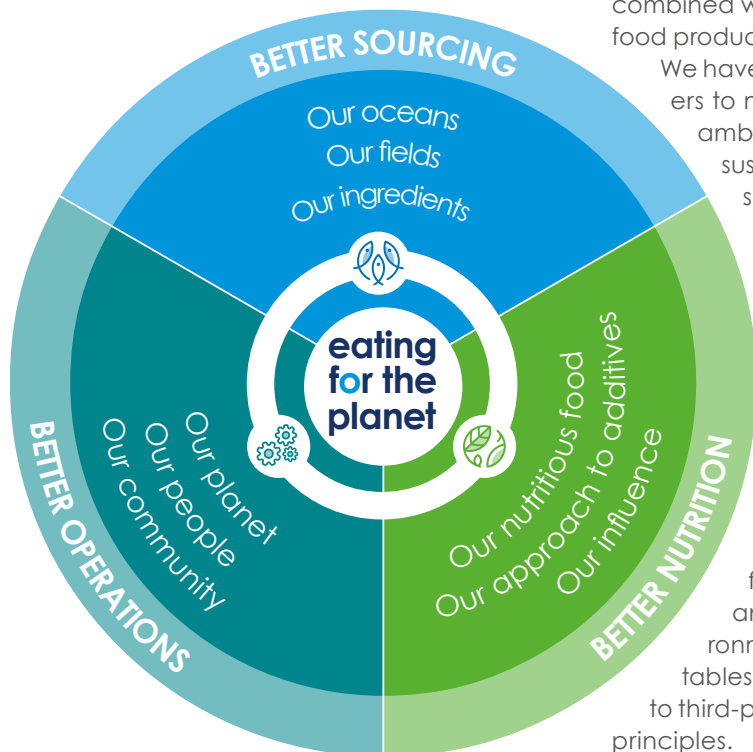 combined w
food produc
We have
ers to
amb
sus
s
BETTER SOURCING
Our oceans
Our fields
Our ingredients
eating
for the
planet
BETTER OPERATIONS
Our planet
Our people
Our community
BETTER NUTRITION
Our nutritious food
Our approach to additives
Our influence
f
ar
ronn
tables
to third-p
principles.